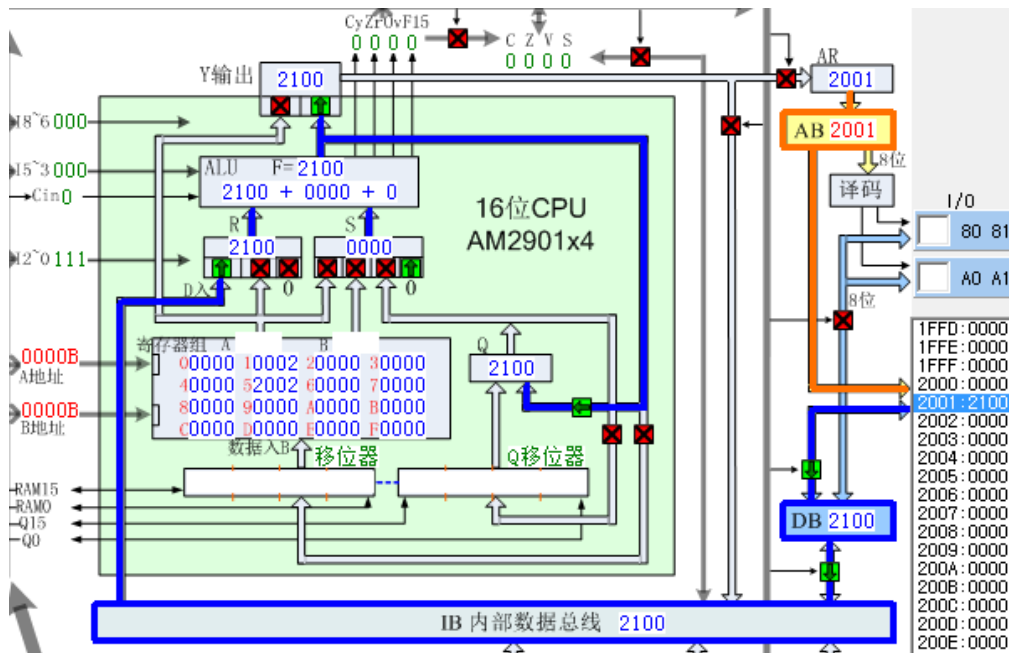 CyZrOvF15
0 0 0 0
C Z V S
0 0 0 0
Y输出
2100
AR
2001
AB 2001
8位
译码
I/O
80 81
A0 A1
8位
I8~6 000
I5~3 000
Cin0
I2~0 111
ALU F=2100
2100 + 0000 + 0
16位CPU
AM2901x4
R
2100
S
0000
D入
0
0
寄存器组 A B
00000 10002 20000 30000
40000 52002 60000 70000
80000 90000 A0000 B0000
C0000 D0000 E0000 F0000
Q
2100
0000B
A地址
0000B
B地址
数据入B
移位器
Q移位器
RAM15
RAM0
Q15
Q0
DB 2100
IB 内部数据总线 2100
1FFD:0000
1FFE:0000
1FFF:0000
2000:0000
2001:2100
2002:0000
2003:0000
2004:0000
2005:0000
2006:0000
2007:0000
2008:0000
2009:0000
200A:0000
200B:0000
200C:0000
200D:0000
200E:0000